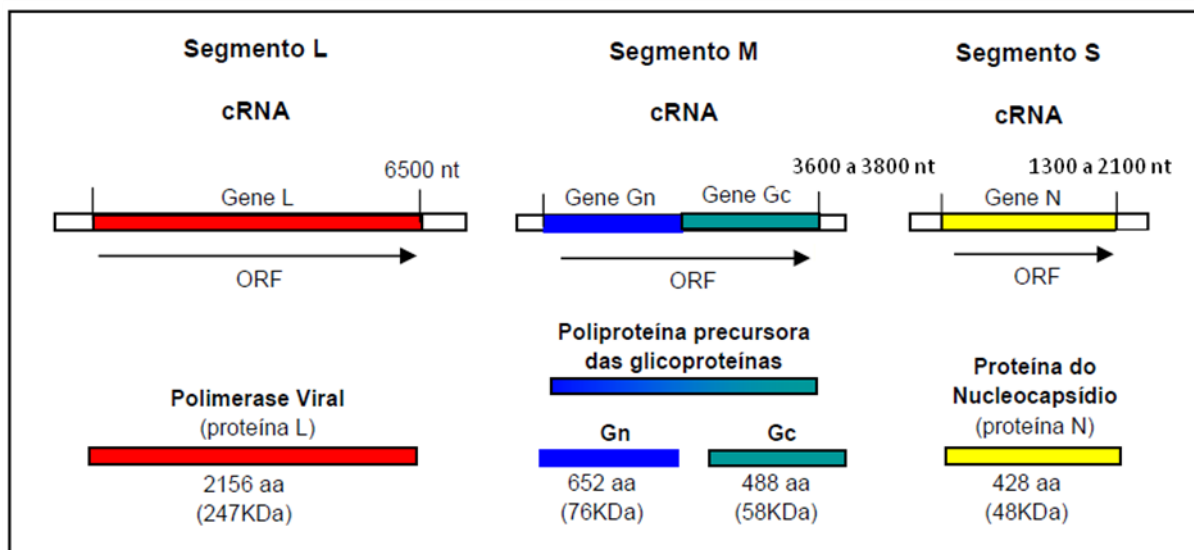 Segmento L
cRNA
6500 nt
Gene L
ORF
Polimerase Viral
(proteína L)
2156 aa
(247KDa)
Segmento M
cRNA
3600 a 3800 nt
Gene Gn
Gene Gc
ORF
Poliproteína precursora
das glicoproteínas
Gn
Gc
652 aa
488 aa
(76KDa)
(58KDa)
Segmento S
cRNA
1300 a 2100 nt
Gene N
ORF
Proteína do
Nucleocapsídio
(proteína N)
428 aa
(48KDa)